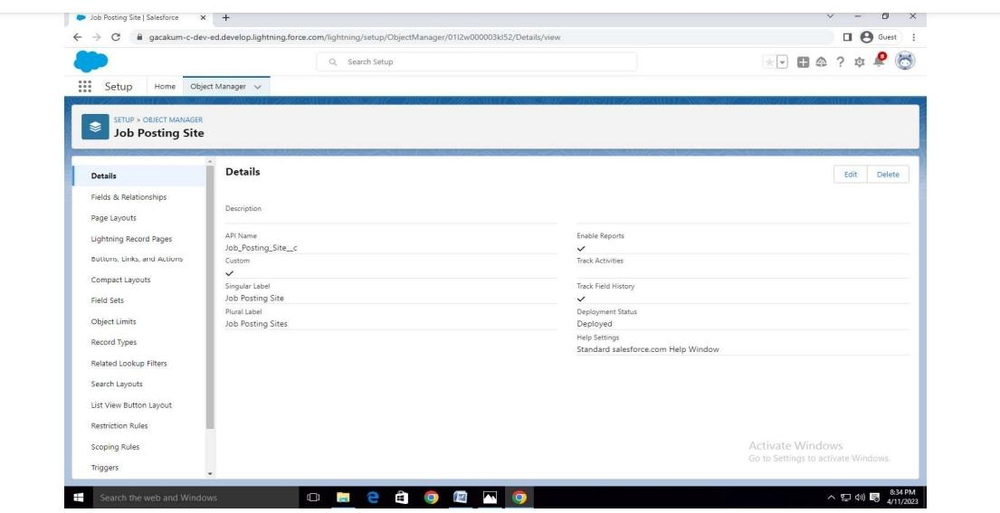 Job Posting Site | Salesforce
gacakum-c-dev-ed.develop.lightning.force.com/lightning/setup/ObjectManager/01I2w000003kI52/Details/view
Guest
Search Setup
Setup Home Object Manager
SETUP > OBJECT MANAGER
Job Posting Site
Details
Fields & Relationships
Page Layouts
Lightning Record Pages
Buttons, Links, and Actions
Compact Layouts
Field Sets
Object Limits
Record Types
Related Lookup Filters
Search Layouts
List View Button Layout
Restriction Rules
Scoping Rules
Triggers
Details
Edit Delete
Description
API Name
Job_Posting_Site__c
Custom
Singular Label
Job Posting Site
Plural Label
Job Posting Sites
Enable Reports
Track Activities
Track Field History
Deployment Status
Deployed
Help Settings
Standard salesforce.com Help Window
Activate Windows
Go to Settings to activate Windows.
Search the web and Windows
8:34 PM
4/11/2023